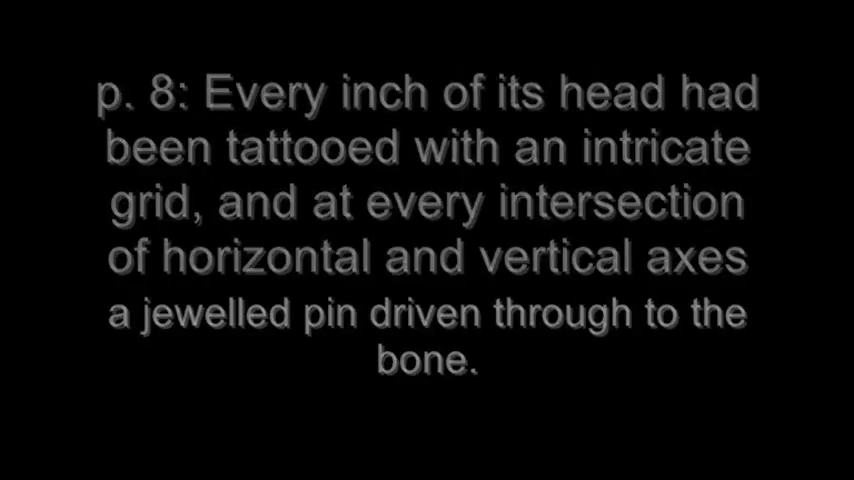 p. 8: Every inch of its head had
been tattooed with an intricate
grid, and at every intersection
of horizontal and vertical axes
a jewelled pin driven through to the
bone.